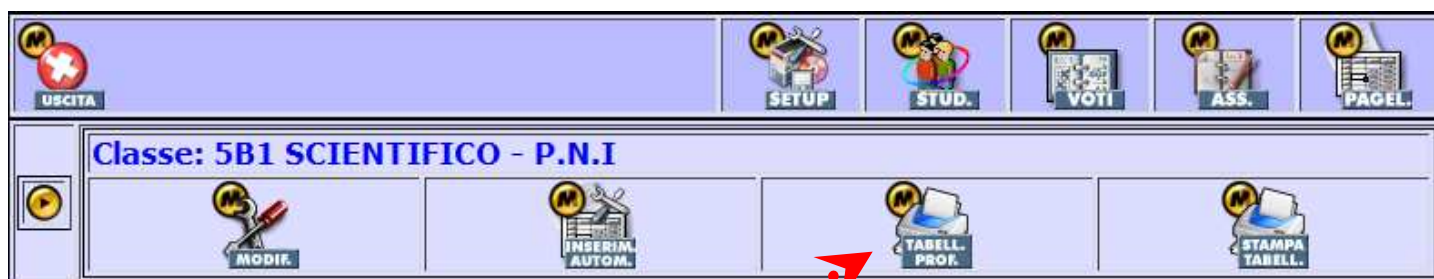 USCITA
SETUP
STUD.
VOTI
ASS.
PAGEL.
Classe: 5B1 SCIENTIFICO - P.N.I
MODIF.
INSERIM.
AUTOM.
TABELL.
PROF.
STAMPA
TABELL.